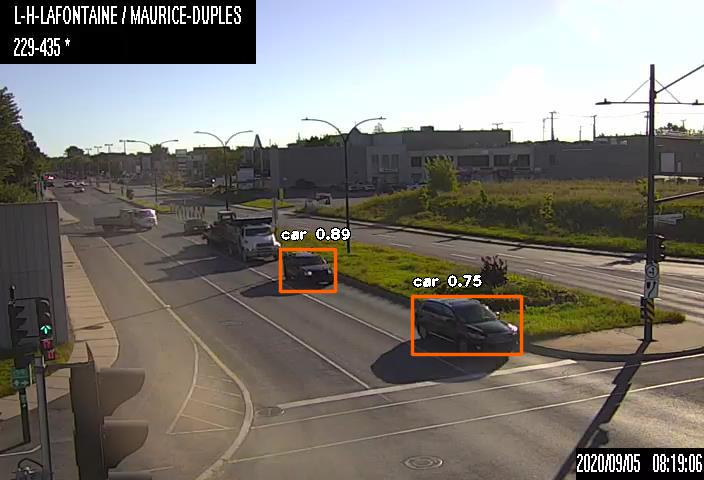 L-H-LAFONTAINE / MAURICE-DUPLES
229-435 *
car 0.89
car 0.75
2020/09/05 08:19:06